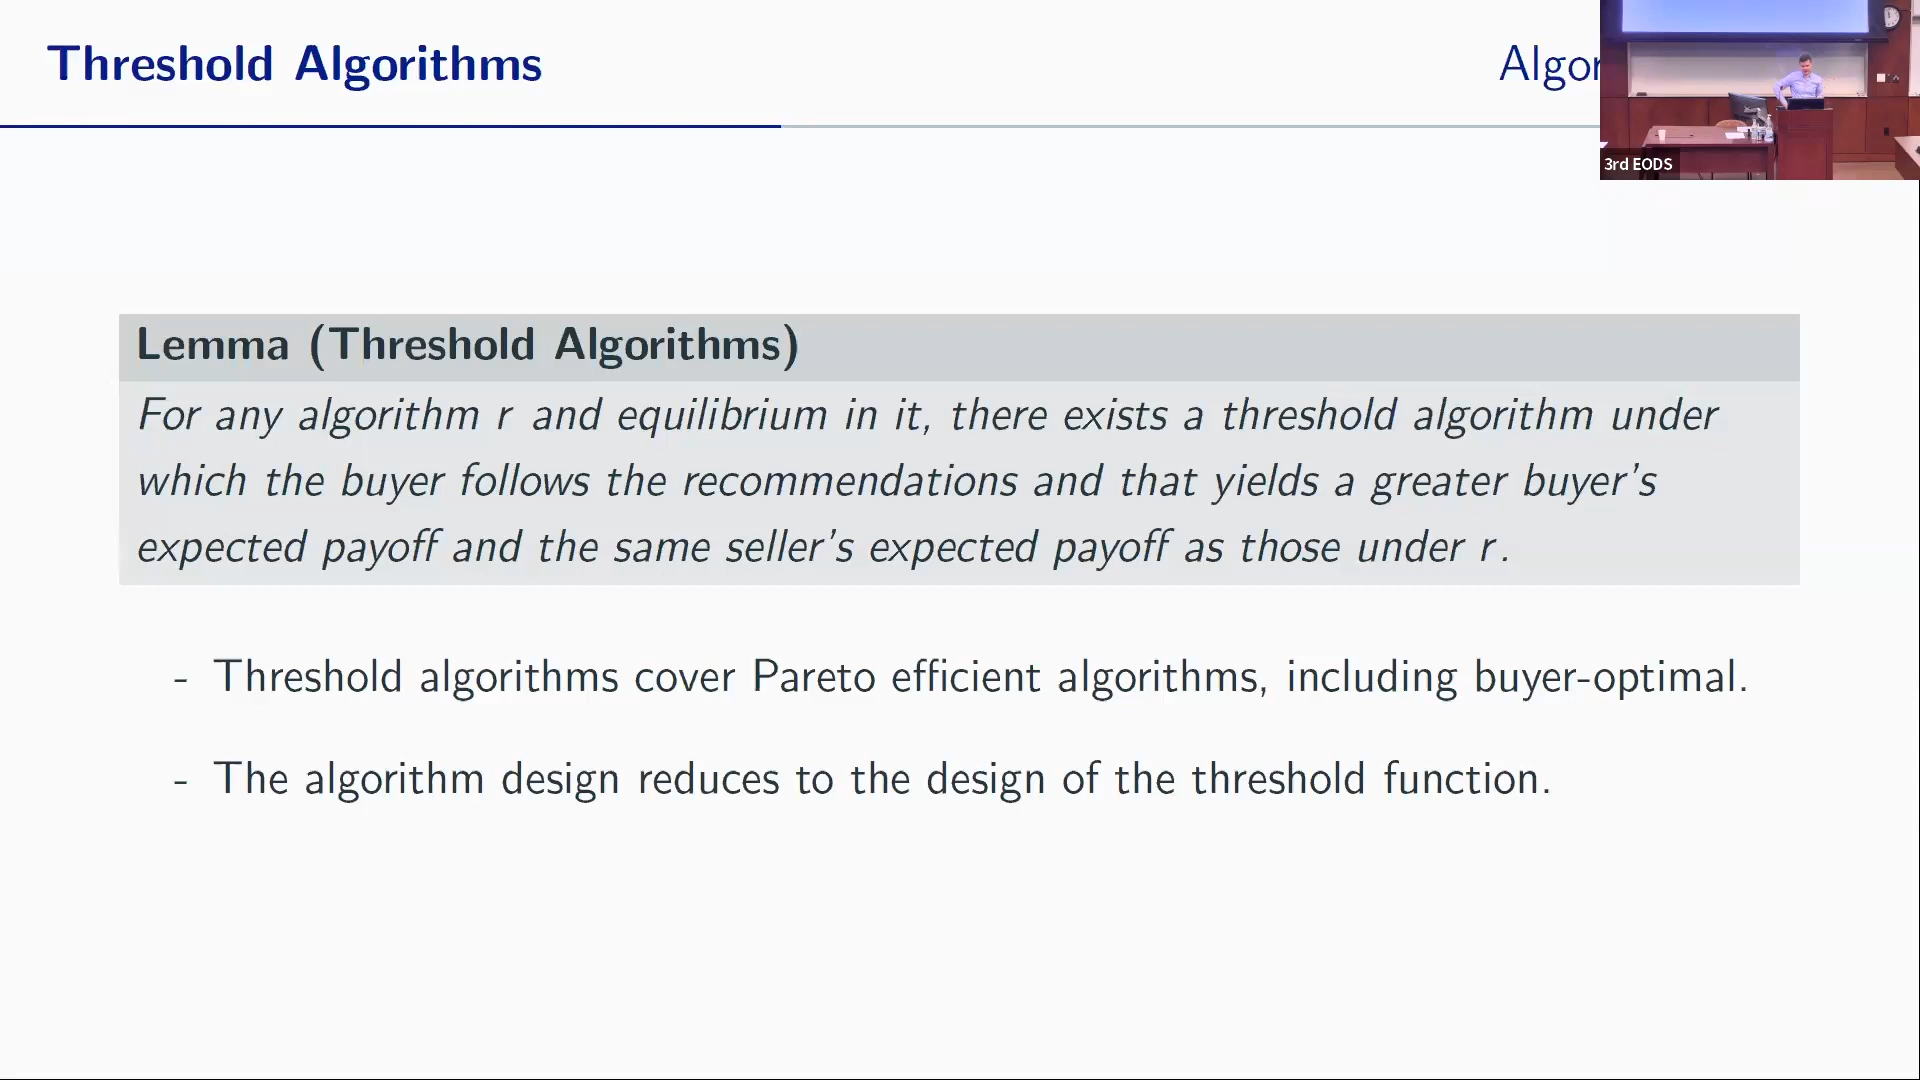 Threshold Algorithms
Algor
3rd EODS
Lemma (Threshold Algorithms)
For any algorithm r and equilibrium in it, there exists a threshold algorithm under
which the buyer follows the recommendations and that yields a greater buyer's
expected payoff and the same seller's expected payoff as those under r.
- Threshold algorithms cover Pareto efficient algorithms, including buyer-optimal.
- The algorithm design reduces to the design of the threshold function.